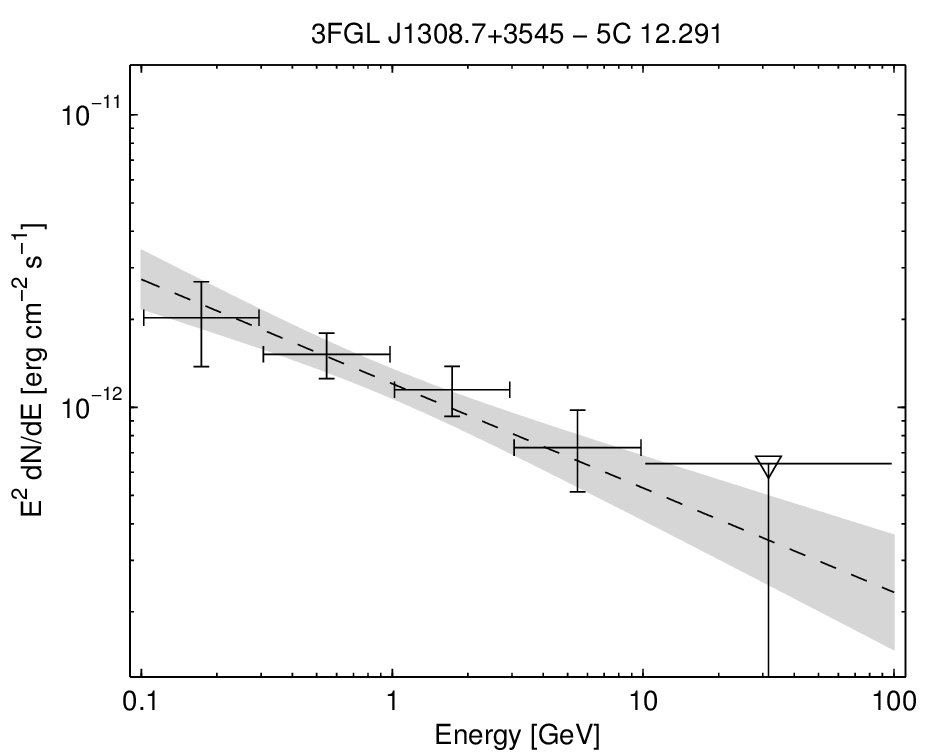 3FGL J1308.7+3545 − 5C 12.291
10⁻¹¹
10⁻¹²
E² dN/dE [erg cm⁻² s⁻¹]
0.1 1 10 100
Energy [GeV]